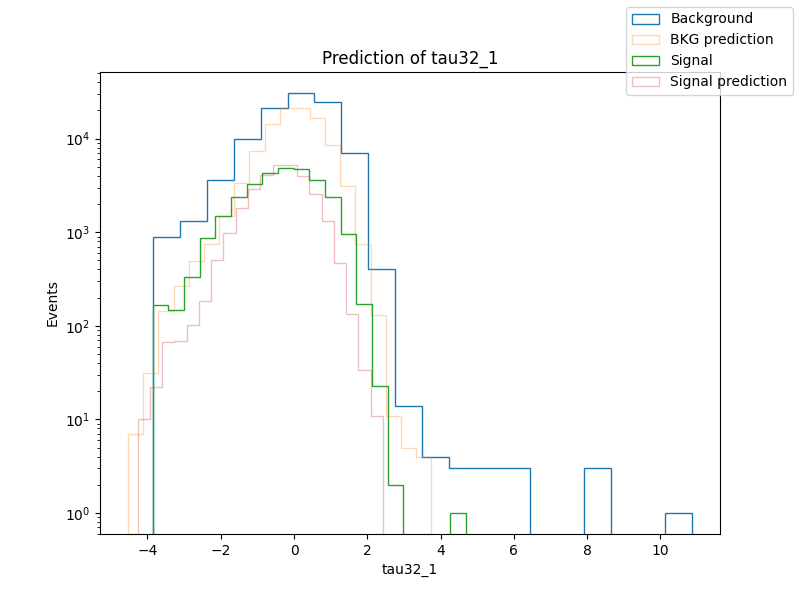 Background
BKG prediction
Signal
Signal prediction
Prediction of tau32_1
Events
10⁴
10³
10²
10¹
10⁰
−4
−2
0
2
4
6
8
10
tau32_1